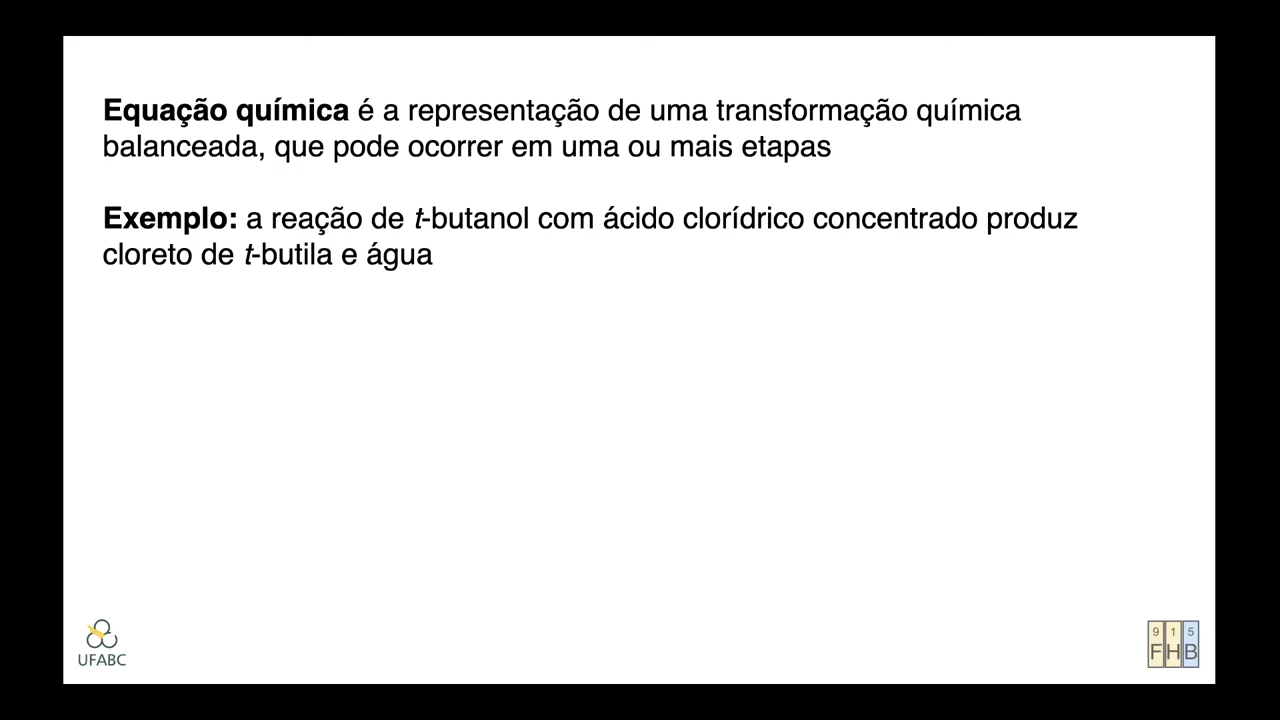 Equação química é a representação de uma transformação química
balanceada, que pode ocorrer em uma ou mais etapas
Exemplo: a reação de t-butanol com ácido clorídrico concentrado produz
cloreto de t-butila e água
UFABC
9 1 5
F H B